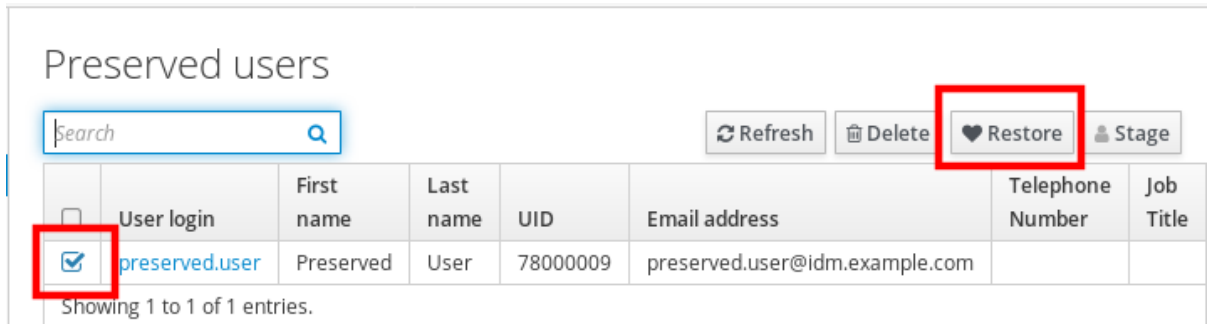 Preserved users
Search Refresh Delete Restore Stage
User login First name Last name UID Email address Telephone Number Job Title
preserved.user Preserved User 78000009 preserved.user@idm.example.com
Showing 1 to 1 of 1 entries.